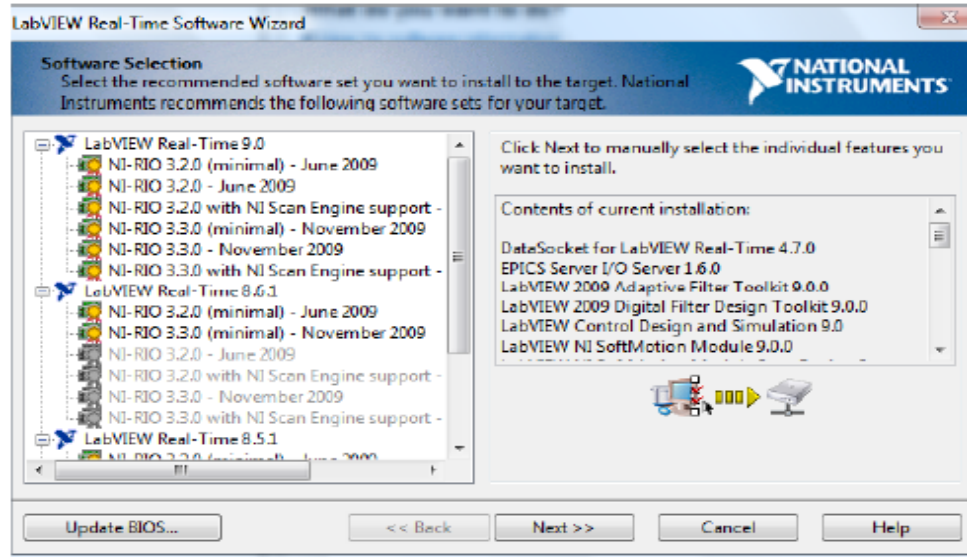 LabVIEW Real-Time Software Wizard
Software Selection
Select the recommended software set you want to install to the target. National
Instruments recommends the following software sets for your target.
NATIONAL
INSTRUMENTS
LabVIEW Real-Time 9.0
NI-RIO 3.2.0 (minimal) - June 2009
NI-RIO 3.2.0 - June 2009
NI-RIO 3.2.0 with NI Scan Engine support -
NI-RIO 3.3.0 (minimal) - November 2009
NI-RIO 3.3.0 - November 2009
NI-RIO 3.3.0 with NI Scan Engine support -
LabVIEW Real-Time 8.6.1
NI-RIO 3.2.0 (minimal) - June 2009
NI-RIO 3.3.0 (minimal) - November 2009
NI-RIO 3.2.0 - June 2009
NI-RIO 3.2.0 with NI Scan Engine support -
NI-RIO 3.3.0 - November 2009
NI-RIO 3.3.0 with NI Scan Engine support -
LabVIEW Real-Time 8.5.1
Click Next to manually select the individual features you
want to install.
Contents of current installation:
DataSocket for LabVIEW Real-Time 4.7.0
EPICS Server I/O Server 1.6.0
LabVIEW 2009 Adaptive Filter Toolkit 9.0.0
LabVIEW 2009 Digital Filter Design Toolkit 9.0.0
LabVIEW Control Design and Simulation 9.0
LabVIEW NI SoftMotion Module 9.0.0
Update BIOS...
<< Back
Next >>
Cancel
Help